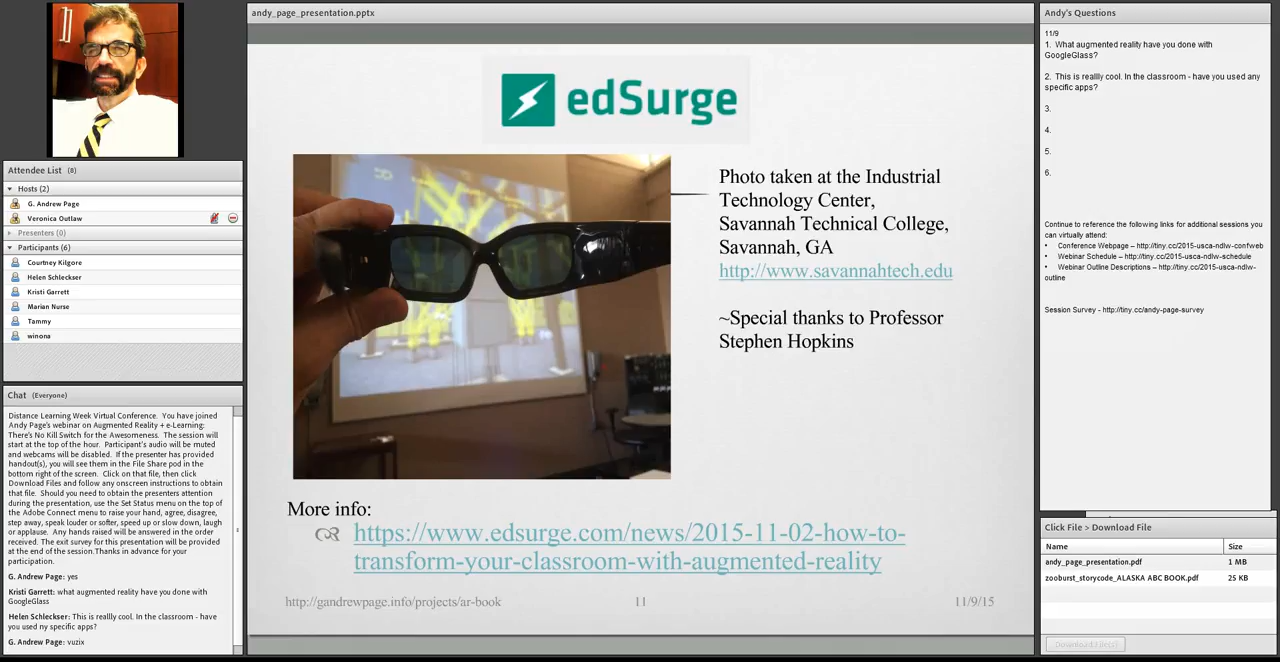 andy_page_presentation.pptx
edSurge
Photo taken at the Industrial
Technology Center,
Savannah Technical College,
Savannah, GA
http://www.savannahtech.edu
~Special thanks to Professor
Stephen Hopkins
More info:
https://www.edsurge.com/news/2015-11-02-how-to-
transform-your-classroom-with-augmented-reality
http://gandrewpage.info/projects/ar-book
11
11/9/15
Attendee List (8)
Hosts (2)
G. Andrew Page
Veronica Outlaw
Presenters (0)
Participants (6)
Courtney Kilgore
Helen Schleckser
Kristi Garrett
Marian Nurse
Tammy
winona
Chat (Everyone)
Distance Learning Week Virtual Conference. You have joined
Andy Page's webinar on Augmented Reality + e-Learning:
There's No Kill Switch for the Awesomeness. The session will
start at the top of the hour. Participant's audio will be muted
and webcams will be disabled. If the presenter has provided
handout(s), you will see them in the File Share pod in the
bottom right of the screen. Click on that file, then click
Download Files and follow any onscreen instructions to obtain
that file. Should you need to obtain the presenters attention
during the presentation, use the Set Status menu on the top of
the Adobe Connect menu to raise your hand, agree, disagree,
step away, speak louder or softer, speed up or slow down, laugh
or applause. Any hands raised will be answered in the order
received. The exit survey for this presentation will be provided
at the end of the session.Thanks in advance for your
participation.
G. Andrew Page: yes
Kristi Garrett: what augmented reality have you done with
GoogleGlass
Helen Schleckser: This is reallly cool. In the classroom - have
you used ny specific apps?
G. Andrew Page: vuzix
Andy's Questions
11/9
1. What augmented reality have you done with
GoogleGlass?
2. This is reallly cool. In the classroom - have you used any
specific apps?
3.
4.
5.
6.
Continue to reference the following links for additional sessions you
can virtually attend:
• Conference Webpage – http://tiny.cc/2015-usca-ndlw-confweb
• Webinar Schedule – http://tiny.cc/2015-usca-ndlw-schedule
• Webinar Outline Descriptions – http://tiny.cc/2015-usca-ndlw-
outline
Session Survey - http://tiny.cc/andy-page-survey
Click File > Download File
Name Size
andy_page_presentation.pdf 1 MB
zooburst_storycode_ALASKA ABC BOOK.pdf 25 KB
Download File(s)